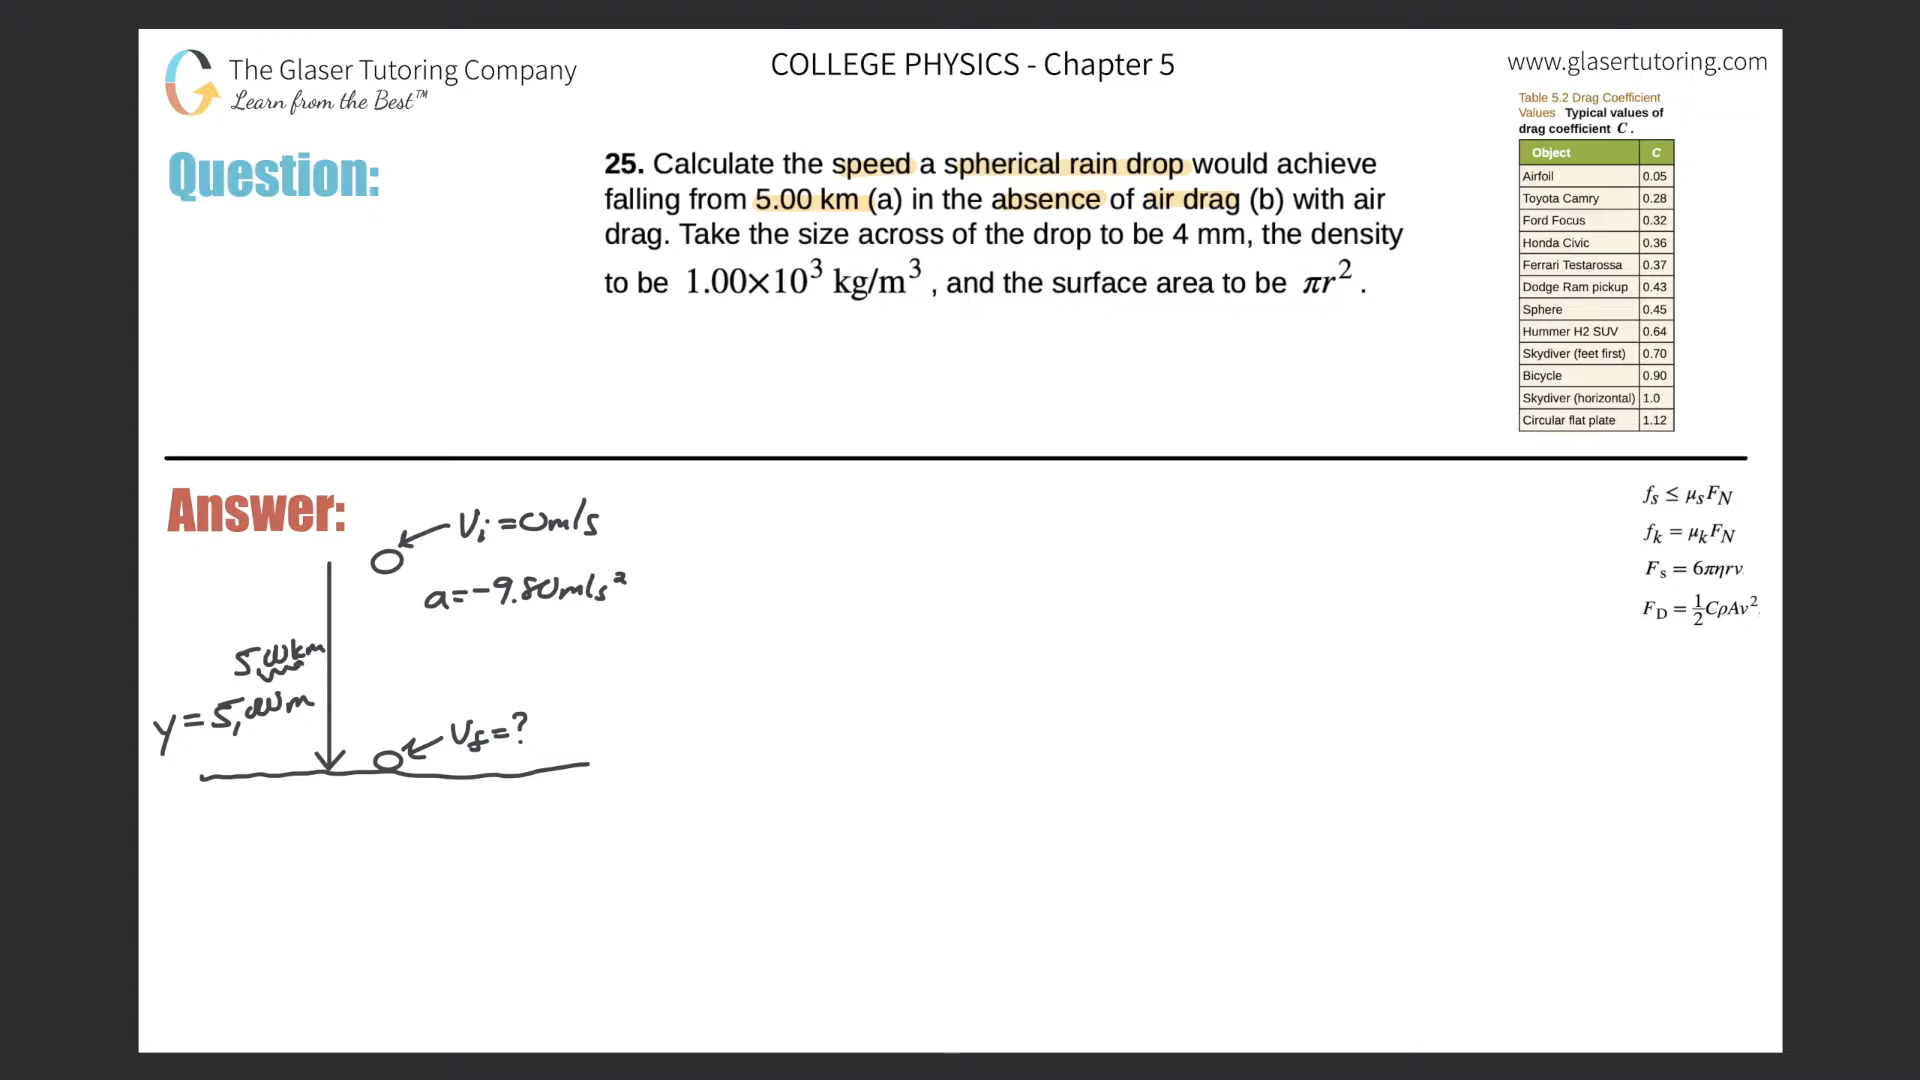 The Glaser Tutoring Company
Learn from the Best™
COLLEGE PHYSICS - Chapter 5
www.glasertutoring.com
Question:
25. Calculate the speed a spherical rain drop would achieve
falling from 5.00 km (a) in the absence of air drag (b) with air
drag. Take the size across of the drop to be 4 mm, the density
to be 1.00×10³ kg/m³ , and the surface area to be πr² .
Table 5.2 Drag Coefficient
Values Typical values of
drag coefficient C .
Object C
Airfoil 0.05
Toyota Camry 0.28
Ford Focus 0.32
Honda Civic 0.36
Ferrari Testarossa 0.37
Dodge Ram pickup 0.43
Sphere 0.45
Hummer H2 SUV 0.64
Skydiver (feet first) 0.70
Bicycle 0.90
Skydiver (horizontal) 1.0
Circular flat plate 1.12
Answer:
Vi = 0m/s
a = -9.80m/s²
5.00km
y = 5,000m
Vf = ?
fs ≤ μsFN
fk = μkFN
Fs = 6πηrv
FD = 1/2 CρAv²